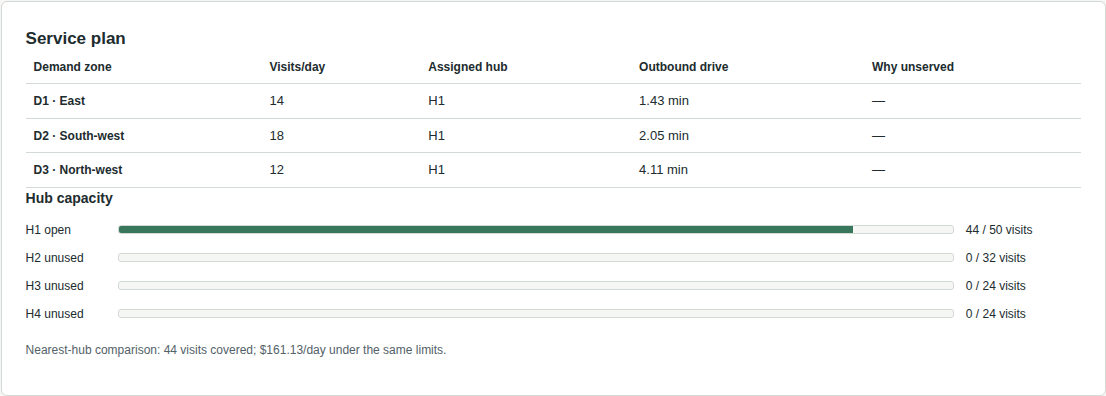 Service plan
Demand zone Visits/day Assigned hub Outbound drive Why unserved
D1 · East 14 H1 1.43 min —
D2 · South-west 18 H1 2.05 min —
D3 · North-west 12 H1 4.11 min —
Hub capacity
H1 open 44 / 50 visits
H2 unused 0 / 32 visits
H3 unused 0 / 24 visits
H4 unused 0 / 24 visits
Nearest-hub comparison: 44 visits covered; $161.13/day under the same limits.